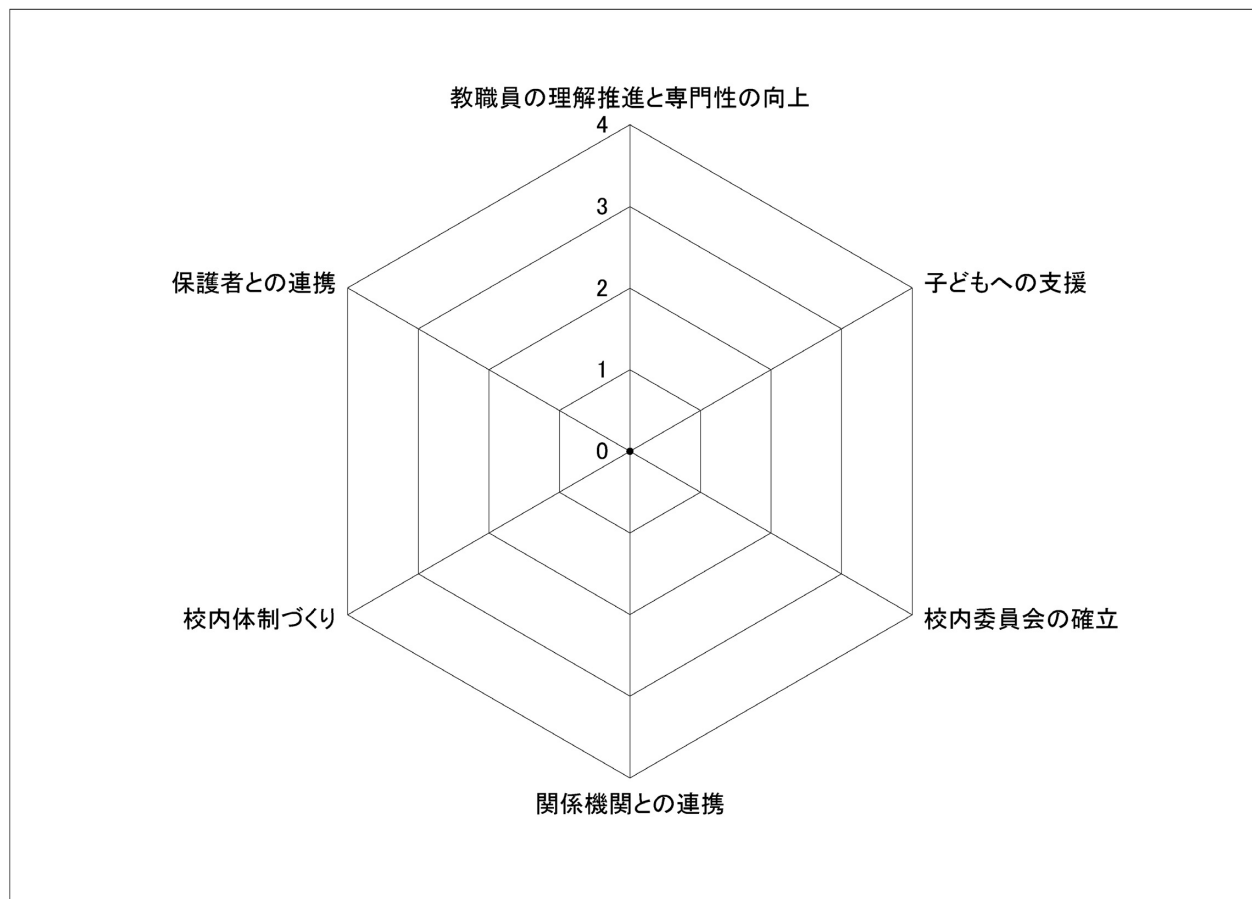 教職員の理解推進と専門性の向上
4
3
保護者との連携
子どもへの支援
2
1
0
校内体制づくり
校内委員会の確立
関係機関との連携